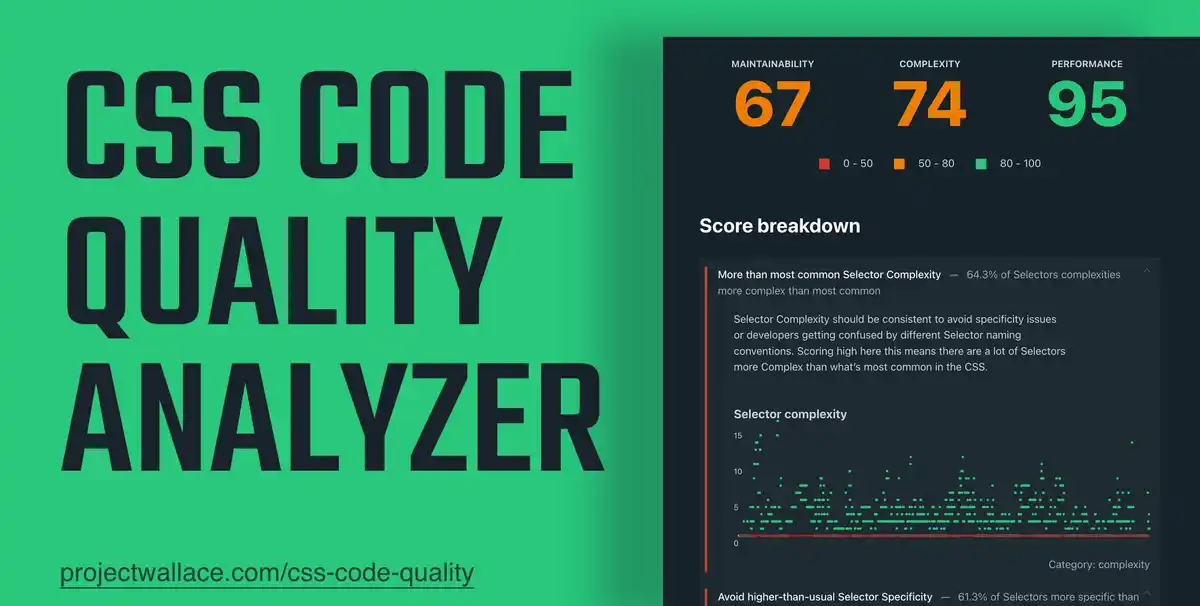 CSS CODE
QUALITY
ANALYZER
projectwallace.com/css-code-quality
MAINTAINABILITY COMPLEXITY PERFORMANCE
67 74 95
0 - 50 50 - 80 80 - 100
Score breakdown
More than most common Selector Complexity — 64.3% of Selectors complexities
more complex than most common
Selector Complexity should be consistent to avoid specificity issues
or developers getting confused by different Selector naming
conventions. Scoring high here this means there are a lot of Selectors
more Complex than what's most common in the CSS.
Selector complexity
15
10
5
0
Category: complexity
Avoid higher-than-usual Selector Specificity — 61.3% of Selectors more specific than